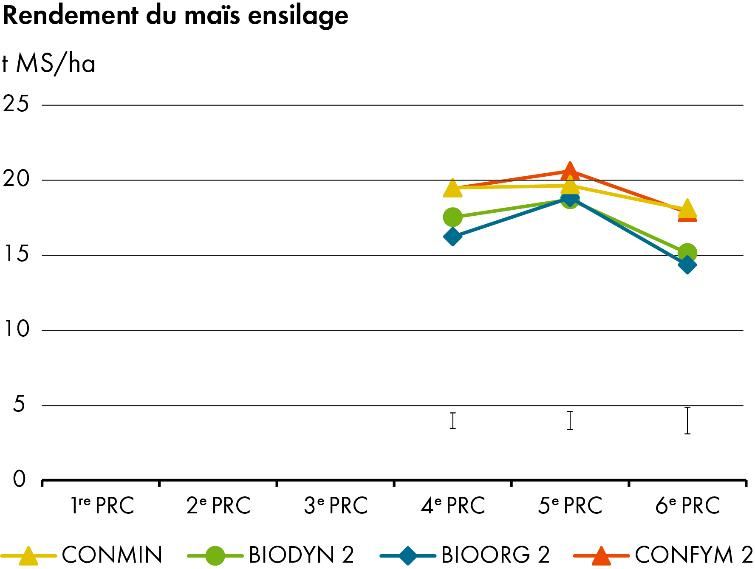 Rendement du maïs ensilage
t MS/ha
25
20
15
10
5
0
1re PRC 2e PRC 3e PRC 4e PRC 5e PRC 6e PRC
CONMIN BIODYN 2 BIOORG 2 CONFYM 2